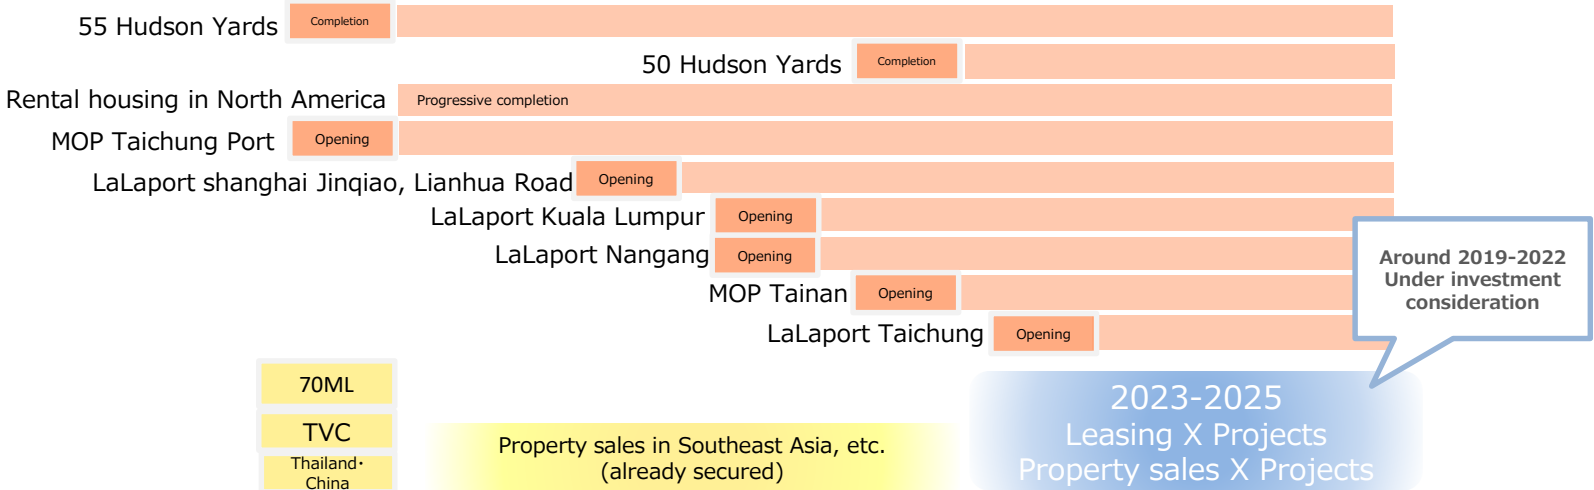 55 Hudson Yards
Completion
50 Hudson Yards
Completion
Rental housing in North America
Progressive completion
MOP Taichung Port
Opening
LaLaport shanghai Jinqiao, Lianhua Road
Opening
LaLaport Kuala Lumpur
Opening
LaLaport Nangang
Opening
MOP Tainan
Opening
LaLaport Taichung
Opening
Around 2019-2022
Under investment
consideration
70ML
TVC
Thailand・
China
Property sales in Southeast Asia, etc.
(already secured)
2023-2025
Leasing X Projects
Property sales X Projects